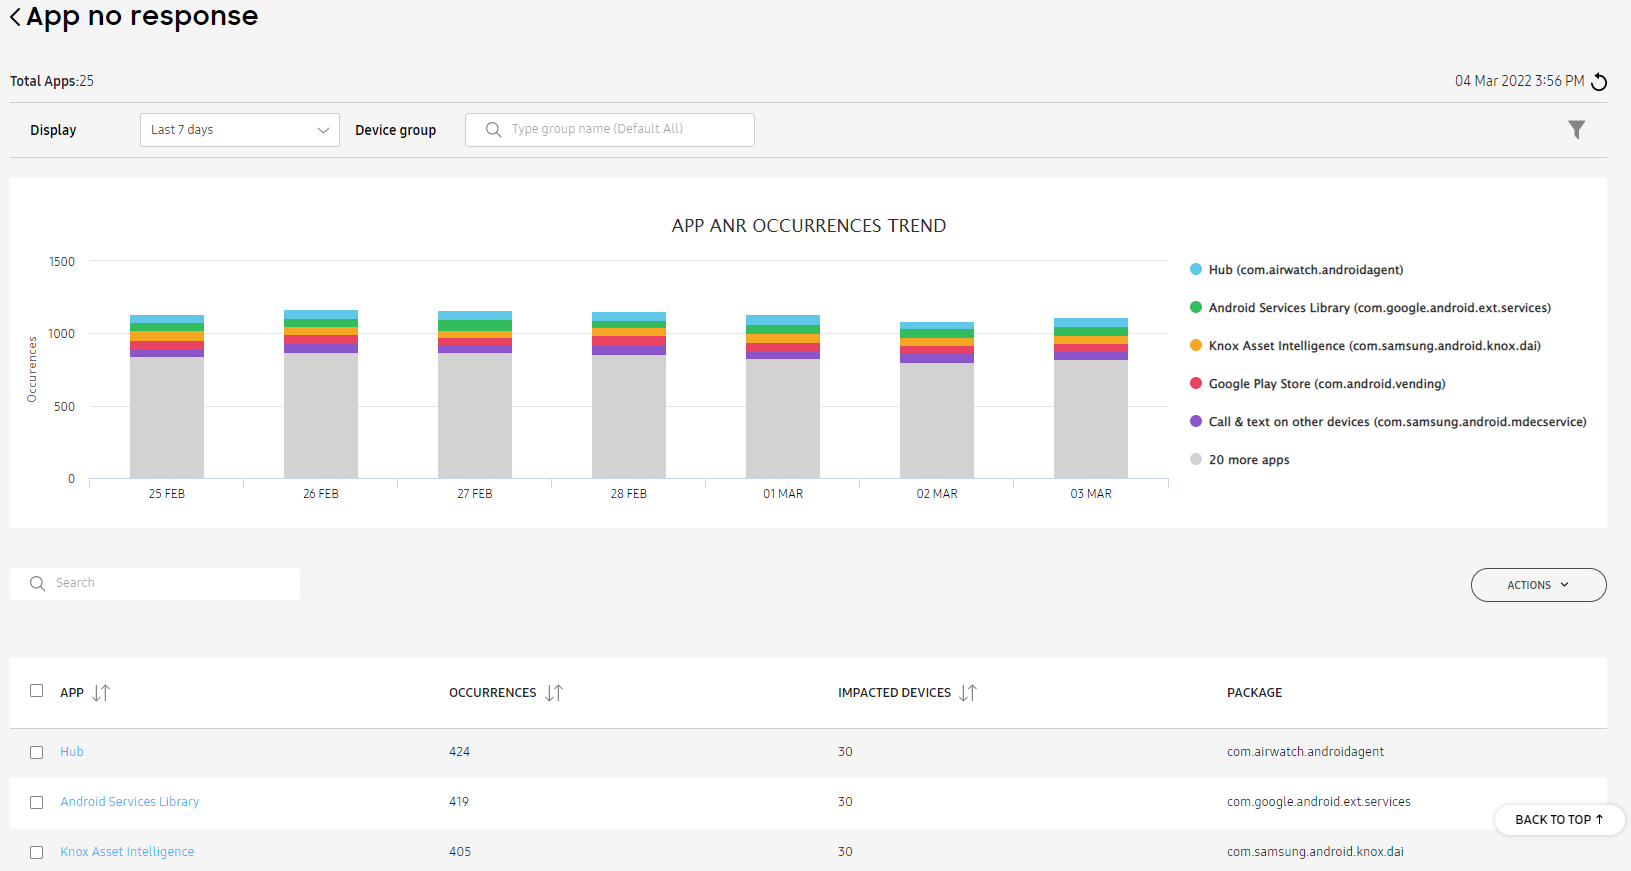 App no response
Total Apps:25
04 Mar 2022 3:56 PM
Display
Last 7 days
Device group
Type group name (Default All)
APP ANR OCCURRENCES TREND
Occurences
1500
1000
500
0
25 FEB
26 FEB
27 FEB
28 FEB
01 MAR
02 MAR
03 MAR
Hub (com.airwatch.androidagent)
Android Services Library (com.google.android.ext.services)
Knox Asset Intelligence (com.samsung.android.knox.dai)
Google Play Store (com.android.vending)
Call & text on other devices (com.samsung.android.mdecservice)
20 more apps
Search
ACTIONS
APP OCCURRENCES IMPACTED DEVICES PACKAGE
Hub 424 30 com.airwatch.androidagent
Android Services Library 419 30 com.google.android.ext.services
BACK TO TOP ↑
Knox Asset Intelligence 405 30 com.samsung.android.knox.dai